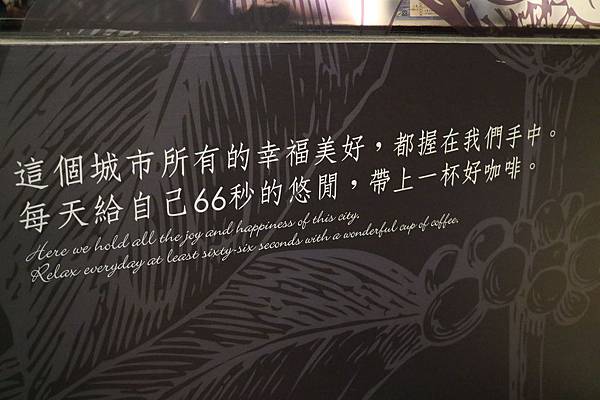 這個城市所有的幸福美好，都握在我們手中。
每天給自己66秒的悠閒，帶上一杯好咖啡。
Here we hold all the joy and happiness of this city.
Relax everyday at least sixty-six seconds with a wonderful cup of coffee.